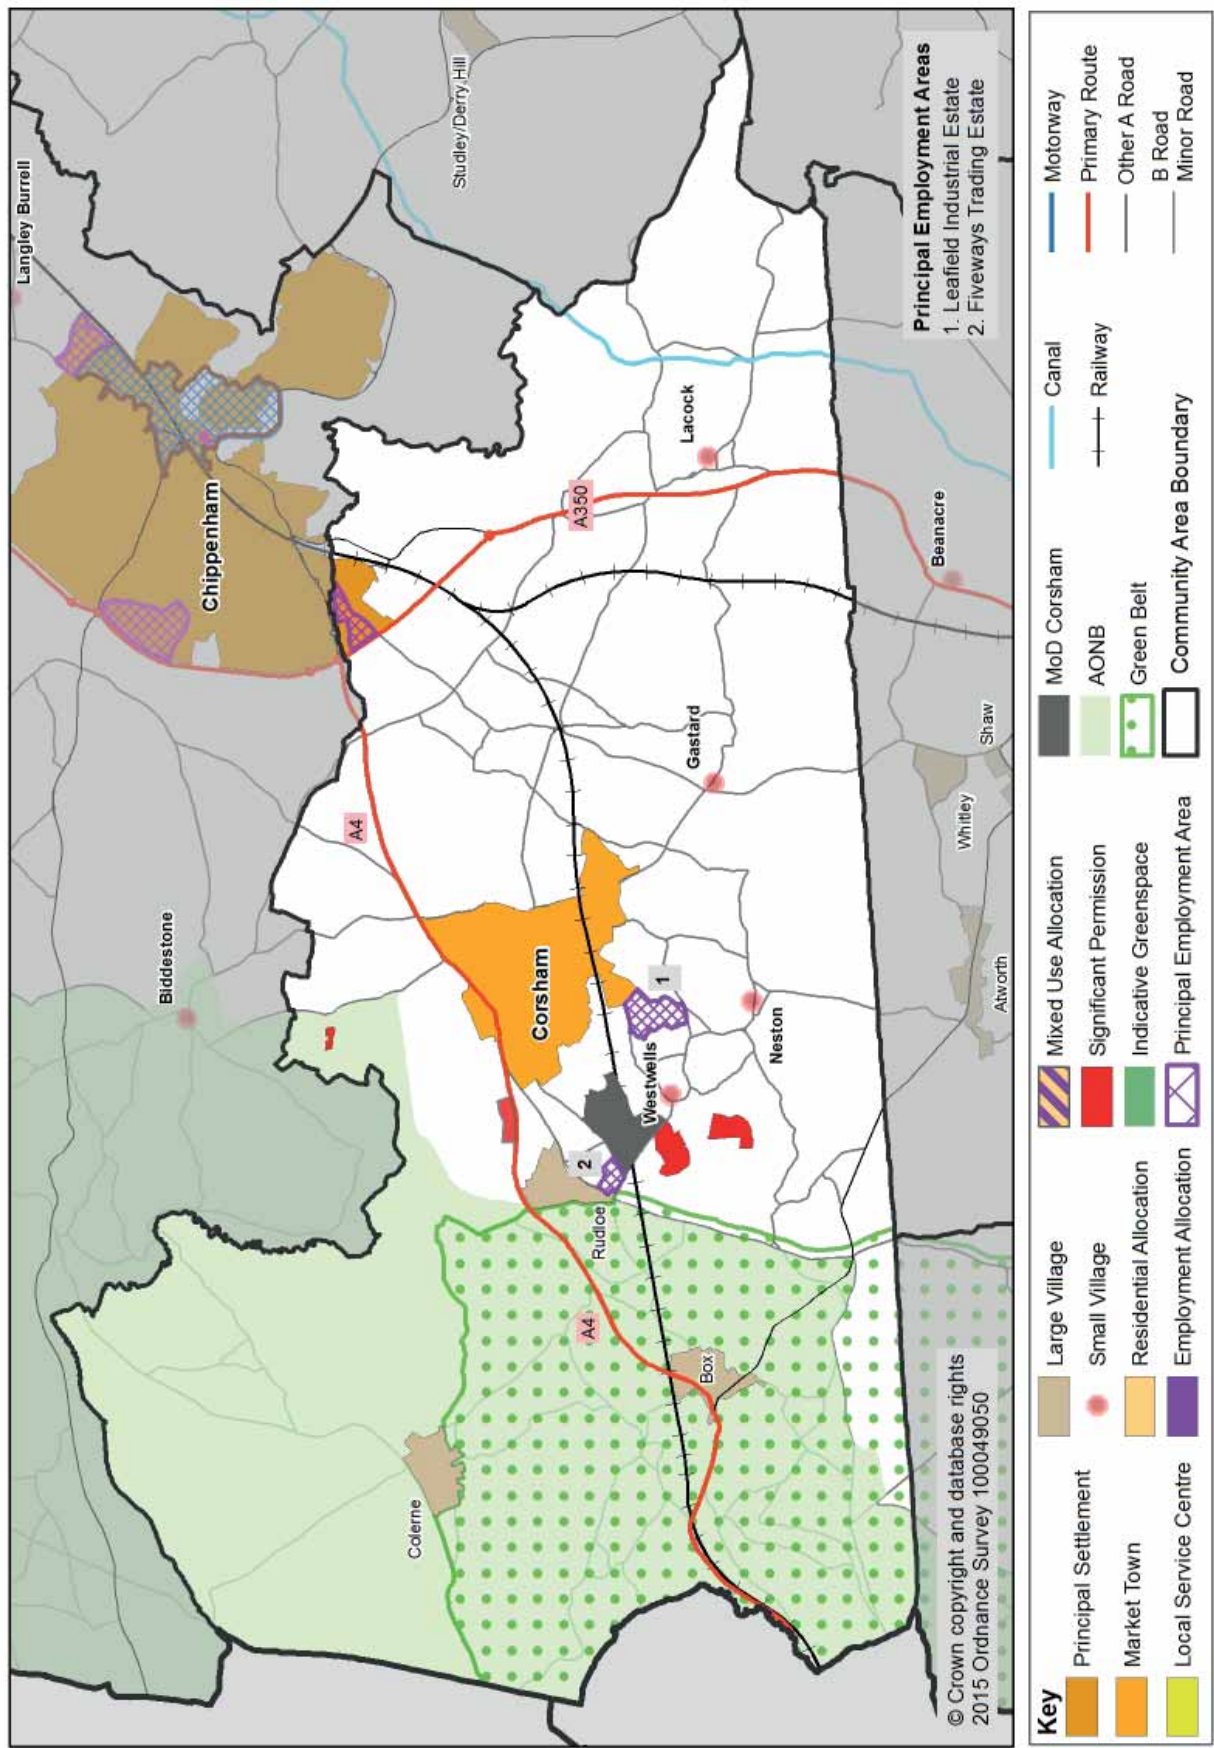 Langley Burrell
Chippenham
Studley/Derry Hill
Biddestone
A4
A350
Lacock
Corsham
Gastard
Beanacre
Colerne
2
Rudloe
Westwells
1
Neston
Whitley
Shaw
Atworth
A4
Box
Principal Employment Areas
1. Leafield Industrial Estate
2. Fiveways Trading Estate
© Crown copyright and database rights
2015 Ordnance Survey 100049050
Key
Principal Settlement
Market Town
Local Service Centre
Large Village
Small Village
Residential Allocation
Employment Allocation
Mixed Use Allocation
Significant Permission
Indicative Greenspace
Principal Employment Area
MoD Corsham
AONB
Green Belt
Community Area Boundary
Canal
Railway
Motorway
Primary Route
Other A Road
B Road
Minor Road